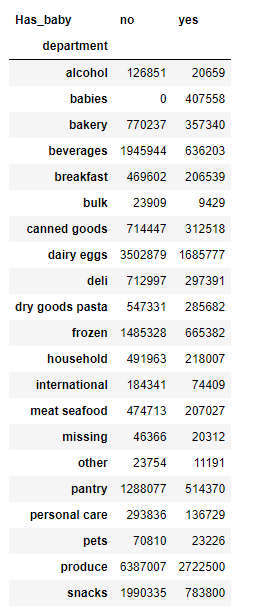 Has_baby no yes
department
alcohol 126851 20659
babies 0 407558
bakery 770237 357340
beverages 1945944 636203
breakfast 469602 206539
bulk 23909 9429
canned goods 714447 312518
dairy eggs 3502879 1685777
deli 712997 297391
dry goods pasta 547331 285682
frozen 1485328 665382
household 491963 218007
international 184341 74409
meat seafood 474713 207027
missing 46366 20312
other 23754 11191
pantry 1288077 514370
personal care 293836 136729
pets 70810 23226
produce 6387007 2722500
snacks 1990335 783800